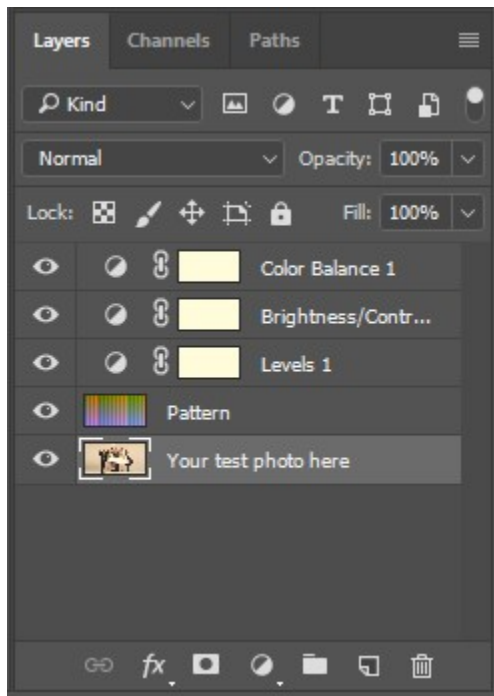 Layers Channels Paths
Kind T
Normal Opacity: 100%
Lock: Fill: 100%
Color Balance 1
Brightness/Contr...
Levels 1
Pattern
Your test photo here
fx